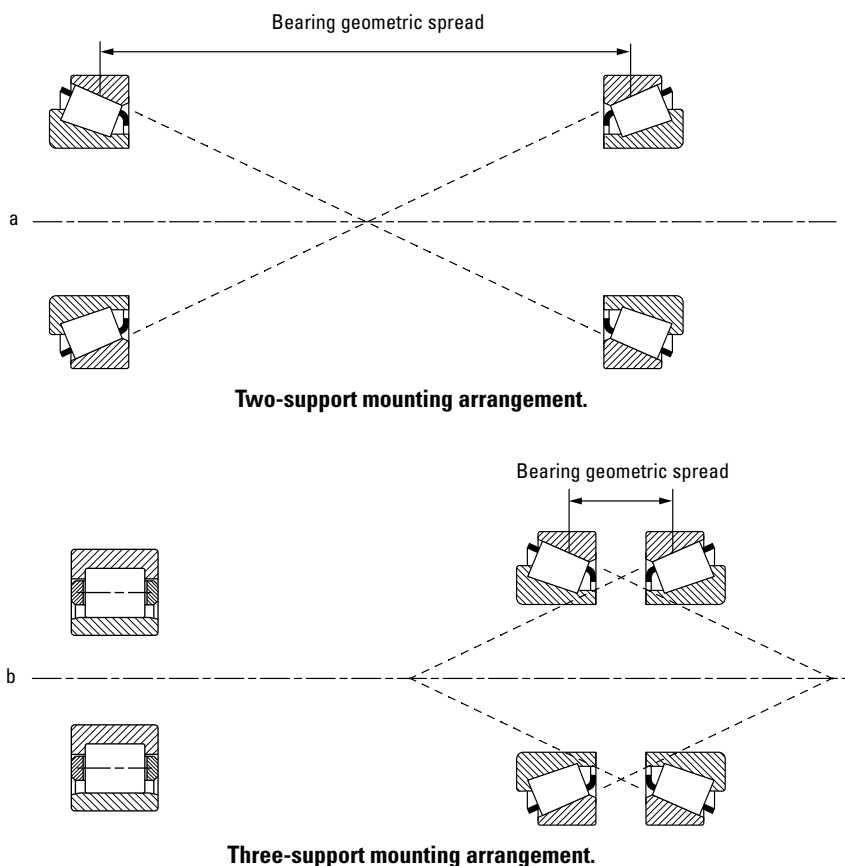 Bearing geometric spread
a
Two-support mounting arrangement.
Bearing geometric spread
b
Three-support mounting arrangement.